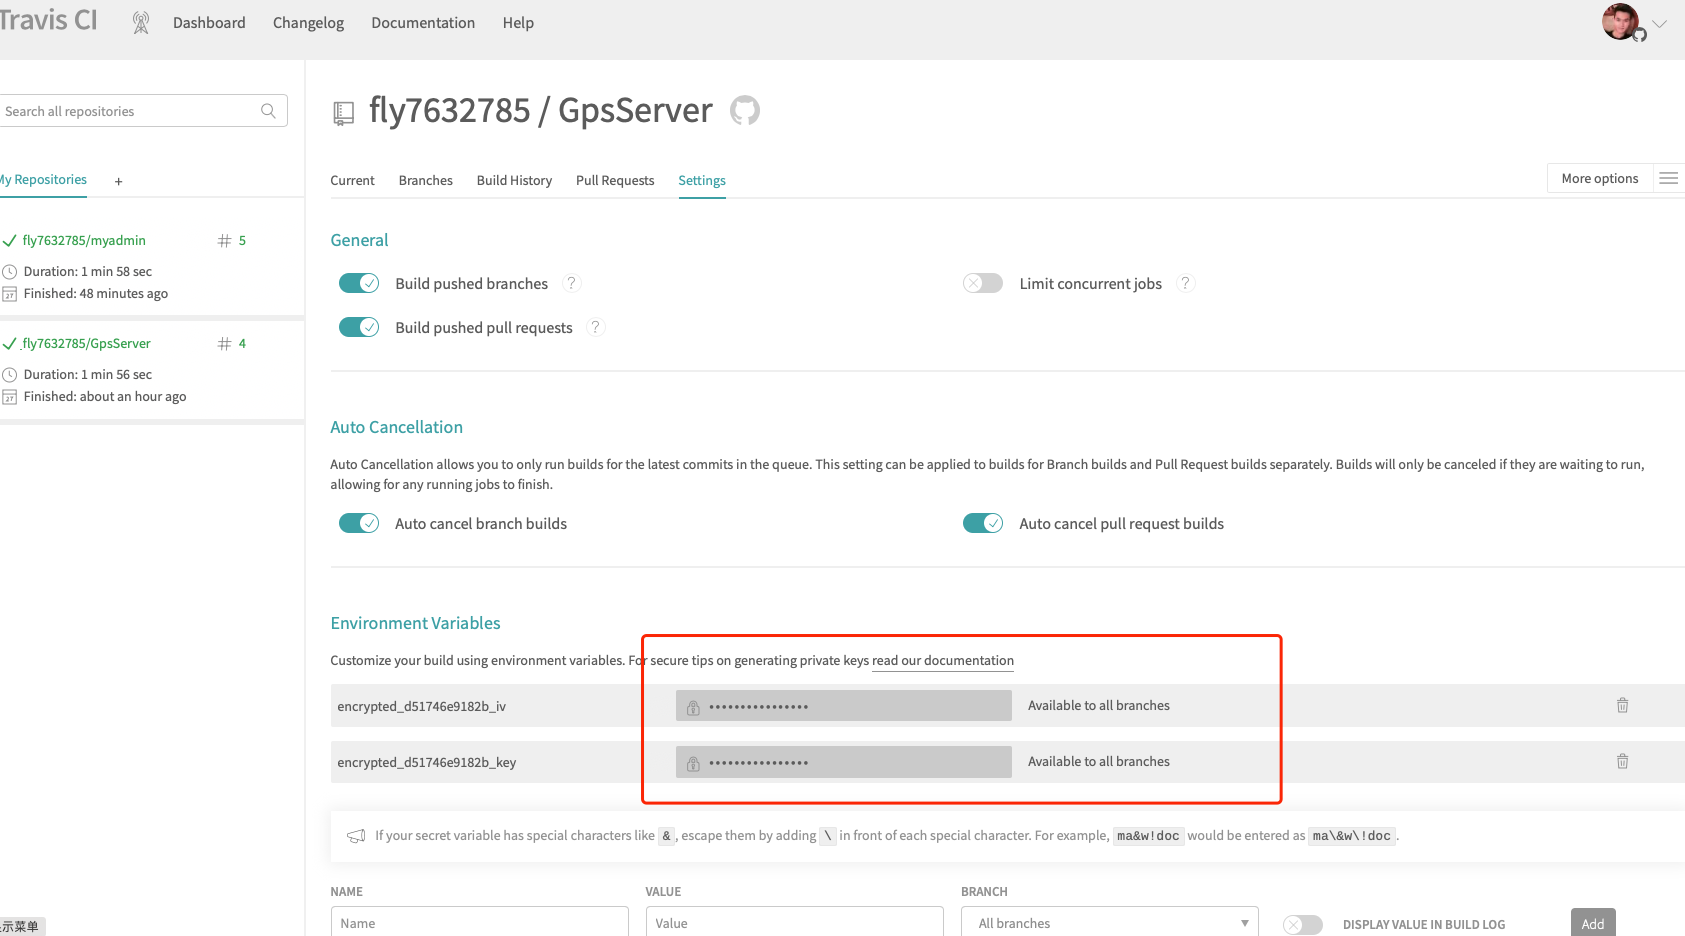 Travis CI Dashboard Changelog Documentation Help
Search all repositories
fly7632785 / GpsServer
My Repositories +
Current Branches Build History Pull Requests Settings
More options
fly7632785/myadmin # 5
Duration: 1 min 58 sec
Finished: 48 minutes ago
fly7632785/GpsServer # 4
Duration: 1 min 56 sec
Finished: about an hour ago
General
Build pushed branches ?
Limit concurrent jobs ?
Build pushed pull requests ?
Auto Cancellation
Auto Cancellation allows you to only run builds for the latest commits in the queue. This setting can be applied to builds for Branch builds and Pull Request builds separately. Builds will only be canceled if they are waiting to run,
allowing for any running jobs to finish.
Auto cancel branch builds
Auto cancel pull request builds
Environment Variables
Customize your build using environment variables. For secure tips on generating private keys read our documentation
encrypted_d51746e9182b_iv •••••••••••••••• Available to all branches
encrypted_d51746e9182b_key •••••••••••••••• Available to all branches
If your secret variable has special characters like &, escape them by adding \ in front of each special character. For example, ma&w!doc would be entered as ma\&w\!doc.
NAME VALUE BRANCH
Name Value All branches DISPLAY VALUE IN BUILD LOG Add
示菜单